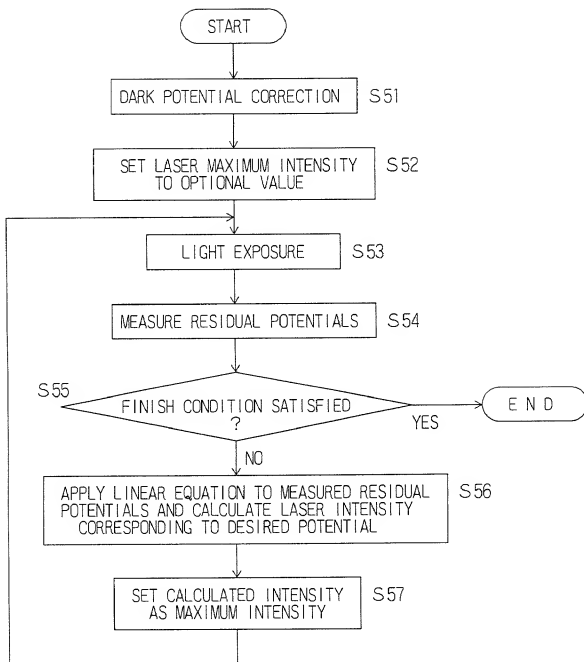 START
DARK POTENTIAL CORRECTION S51
SET LASER MAXIMUM INTENSITY
TO OPTIONAL VALUE
S52
LIGHT EXPOSURE S53
MEASURE RESIDUAL POTENTIALS S54
S55
FINISH CONDITION SATISFIED
?
YES
END
NO
APPLY LINEAR EQUATION TO MEASURED RESIDUAL
POTENTIALS AND CALCULATE LASER INTENSITY
CORRESPONDING TO DESIRED POTENTIAL
S56
SET CALCULATED INTENSITY
AS MAXIMUM INTENSITY
S57